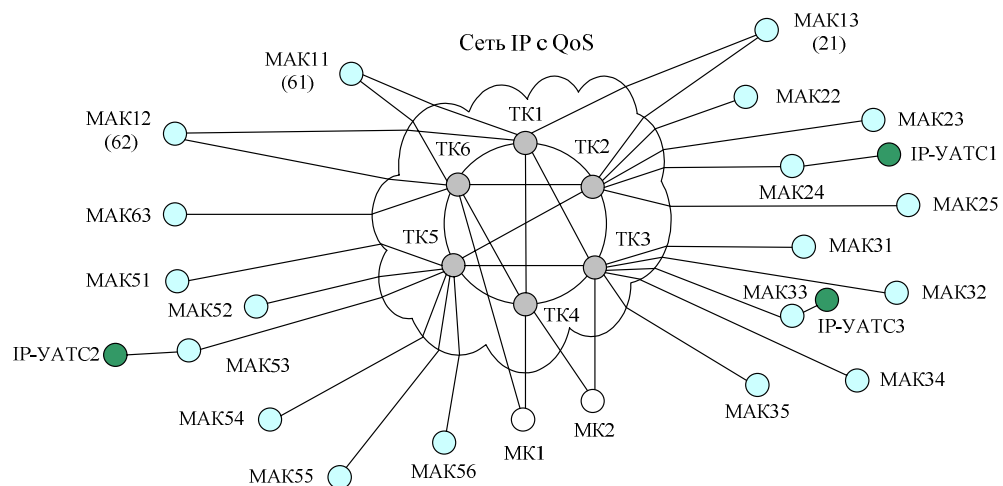 Сеть IP с QoS
МАК13
(21)
МАК11
(61)
МАК22
МАК12
(62)
ТК1
ТК6
ТК2
МАК23
IP-УАТС1
МАК24
МАК25
МАК63
ТК5
ТК3
МАК31
МАК51
МАК52
МАК33
МАК32
ТК4
IP-УАТС3
IP-УАТС2
МАК53
МАК34
МАК35
МАК54
МК1
МК2
МАК55
МАК56